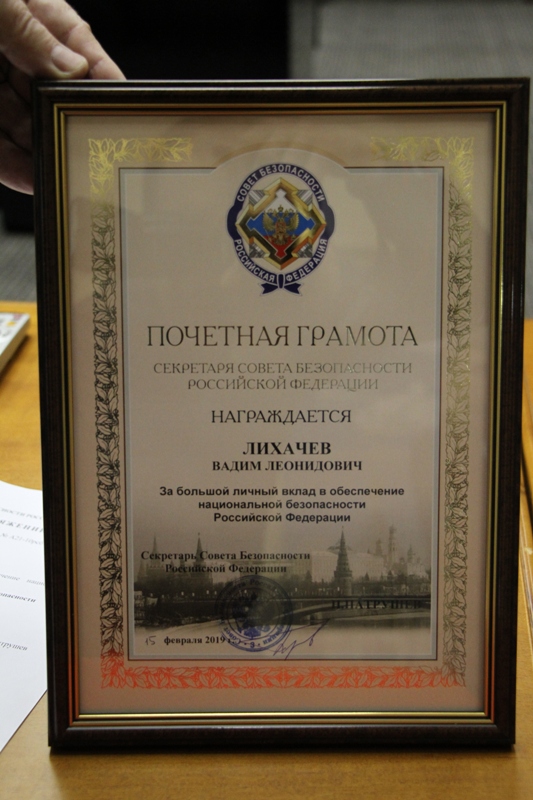 СОВЕТ БЕЗОПАСНОСТИ
РОССИЙСКАЯ ФЕДЕРАЦИЯ
ПОЧЕТНАЯ ГРАМОТА
СЕКРЕТАРЯ СОВЕТА БЕЗОПАСНОСТИ
РОССИЙСКОЙ ФЕДЕРАЦИИ
НАГРАЖДАЕТСЯ
ЛИХАЧЕВ
ВАДИМ ЛЕОНИДОВИЧ
За большой личный вклад в обеспечение
национальной безопасности
Российской Федерации
Секретарь Совета Безопасности
Российской Федерации
Н.ПАТРУШЕВ
15 февраля 2019 г.